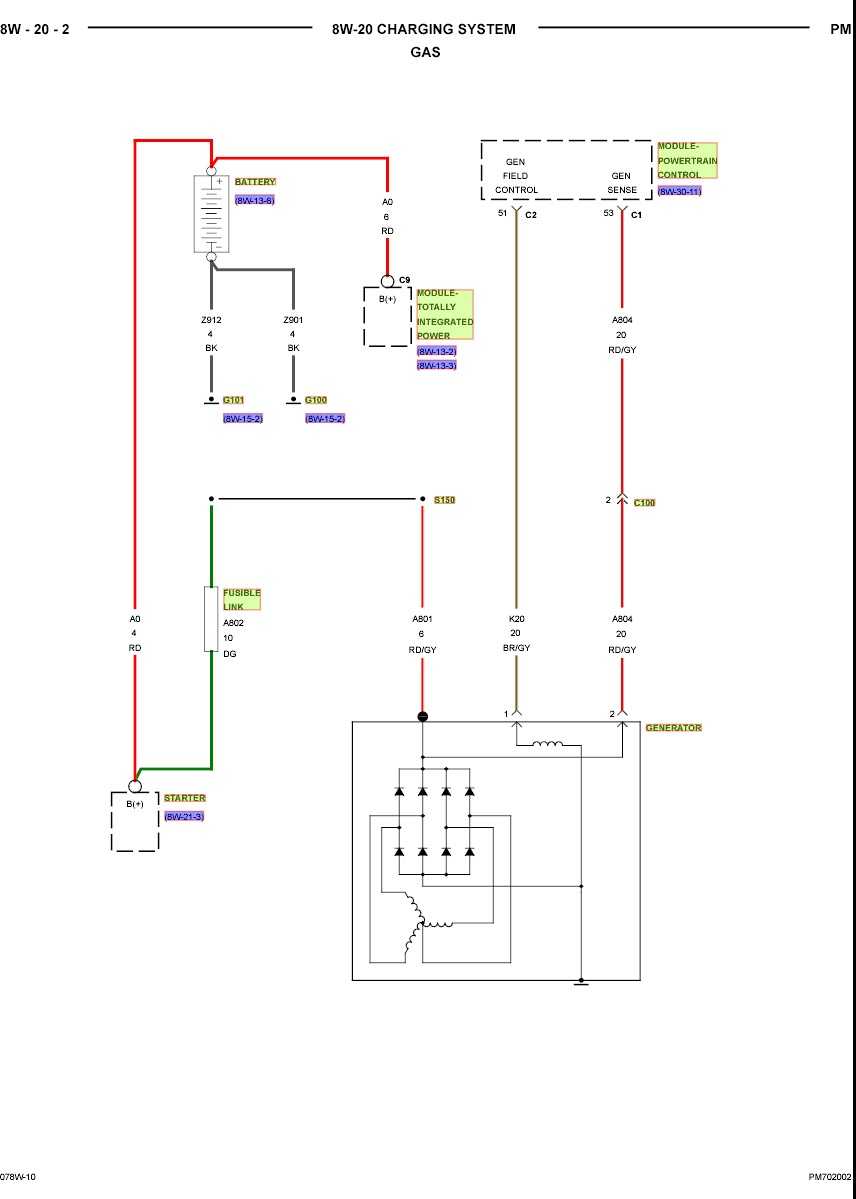 8W - 20 - 2
8W-20 CHARGING SYSTEM
PM
GAS
BATTERY
(8W-13-6)
+
-
A0
6
RD
C9
B(+)
MODULE-
TOTALLY
INTEGRATED
POWER
(8W-13-2)
(8W-13-3)
GEN
FIELD
CONTROL
GEN
SENSE
MODULE-
POWERTRAIN
CONTROL
(8W-30-11)
51
C2
53
C1
Z912
4
BK
Z901
4
BK
A804
20
RD/GY
G101
(8W-15-2)
G100
(8W-15-2)
S150
2
C100
FUSIBLE
LINK
A802
10
DG
A0
4
RD
A801
6
RD/GY
K20
20
BR/GY
A804
20
RD/GY
1
2
GENERATOR
B(+)
STARTER
(8W-21-3)
078W-10
PM702002